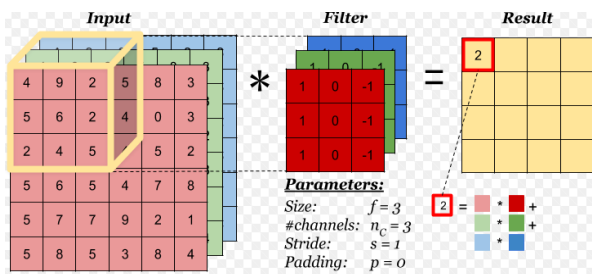 Input Filter Result
4 9 2 5 8 3
5 6 2 4 0 3
2 4 5 4 5 2
5 6 5 4 7 8
5 7 7 9 2 1
5 8 5 3 8 4
*
1 0 -1
1 0 -1
1 0 -1
=
2
Parameters:
Size: f = 3
#channels: n_C = 3
Stride: s = 1
Padding: p = 0
2 = * +
* +
*